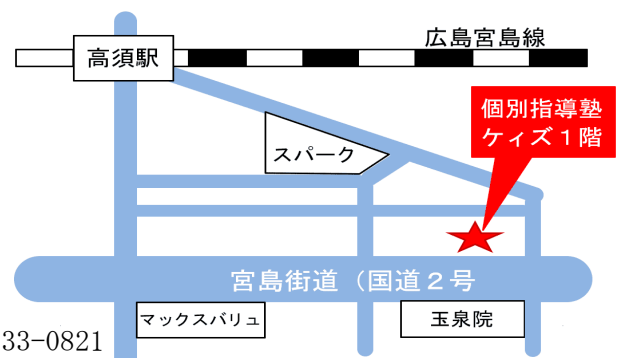 広島宮島線
高須駅
個別指導塾
ケィズ１階
スパーク
宮島街道（国道２号
マックスバリュ
玉泉院
33-0821